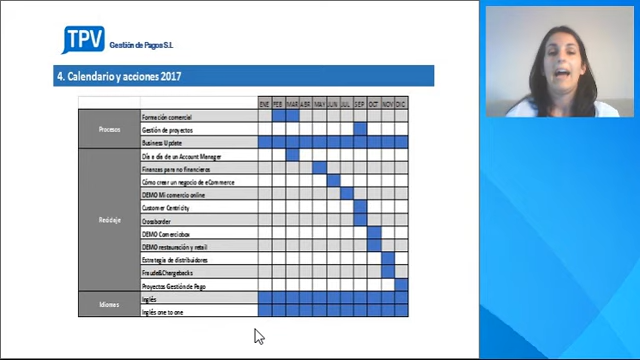 TPV
Gestión de Pagos S.L
4. Calendario y acciones 2017
ENE FEB MAR ABR MAY JUN JUL SEP OCT NOV DIC
Procesos
Formación comercial
Gestión de proyectos
Business Update
Reciclaje
Día a día de un Account Manager
Finanzas para no financieros
Cómo crear un negocio de eCommerce
DEMO Mi comercio online
Customer Centricity
Crossborder
DEMO Comerciobox
DEMO restauración y retail
Estrategia de distribuidores
Fraude&Chargebacks
Proyectos Gestión de Pago
Idiomas
Inglés
Inglés one to one